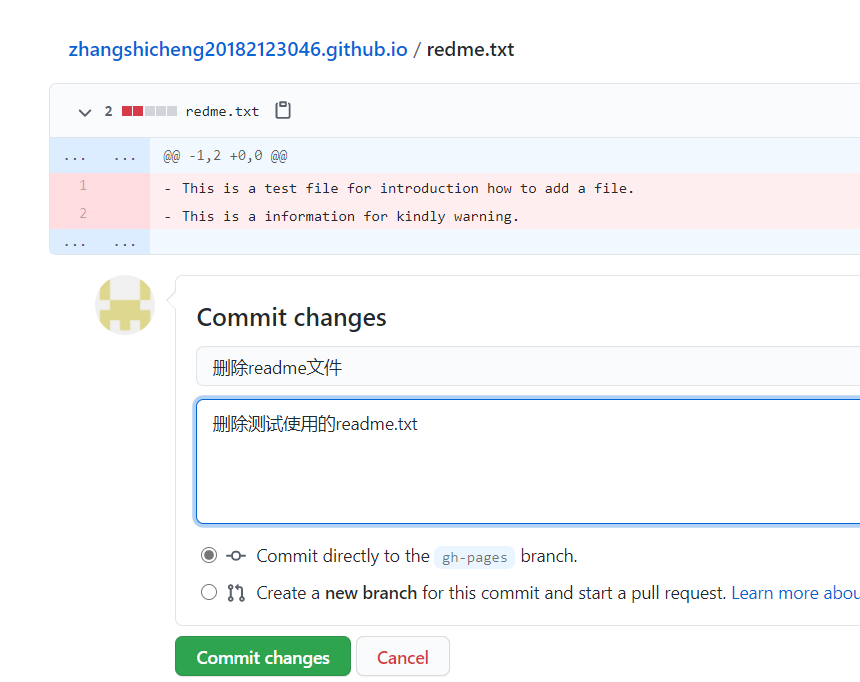 zhangshicheng20182123046.github.io / redme.txt
2 redme.txt
... ... @@ -1,2 +0,0 @@
1 - This is a test file for introduction how to add a file.
2 - This is a information for kindly warning.
... ...
Commit changes
删除readme文件
删除测试使用的readme.txt
Commit directly to the gh-pages branch.
Create a new branch for this commit and start a pull request. Learn more abou
Commit changes Cancel